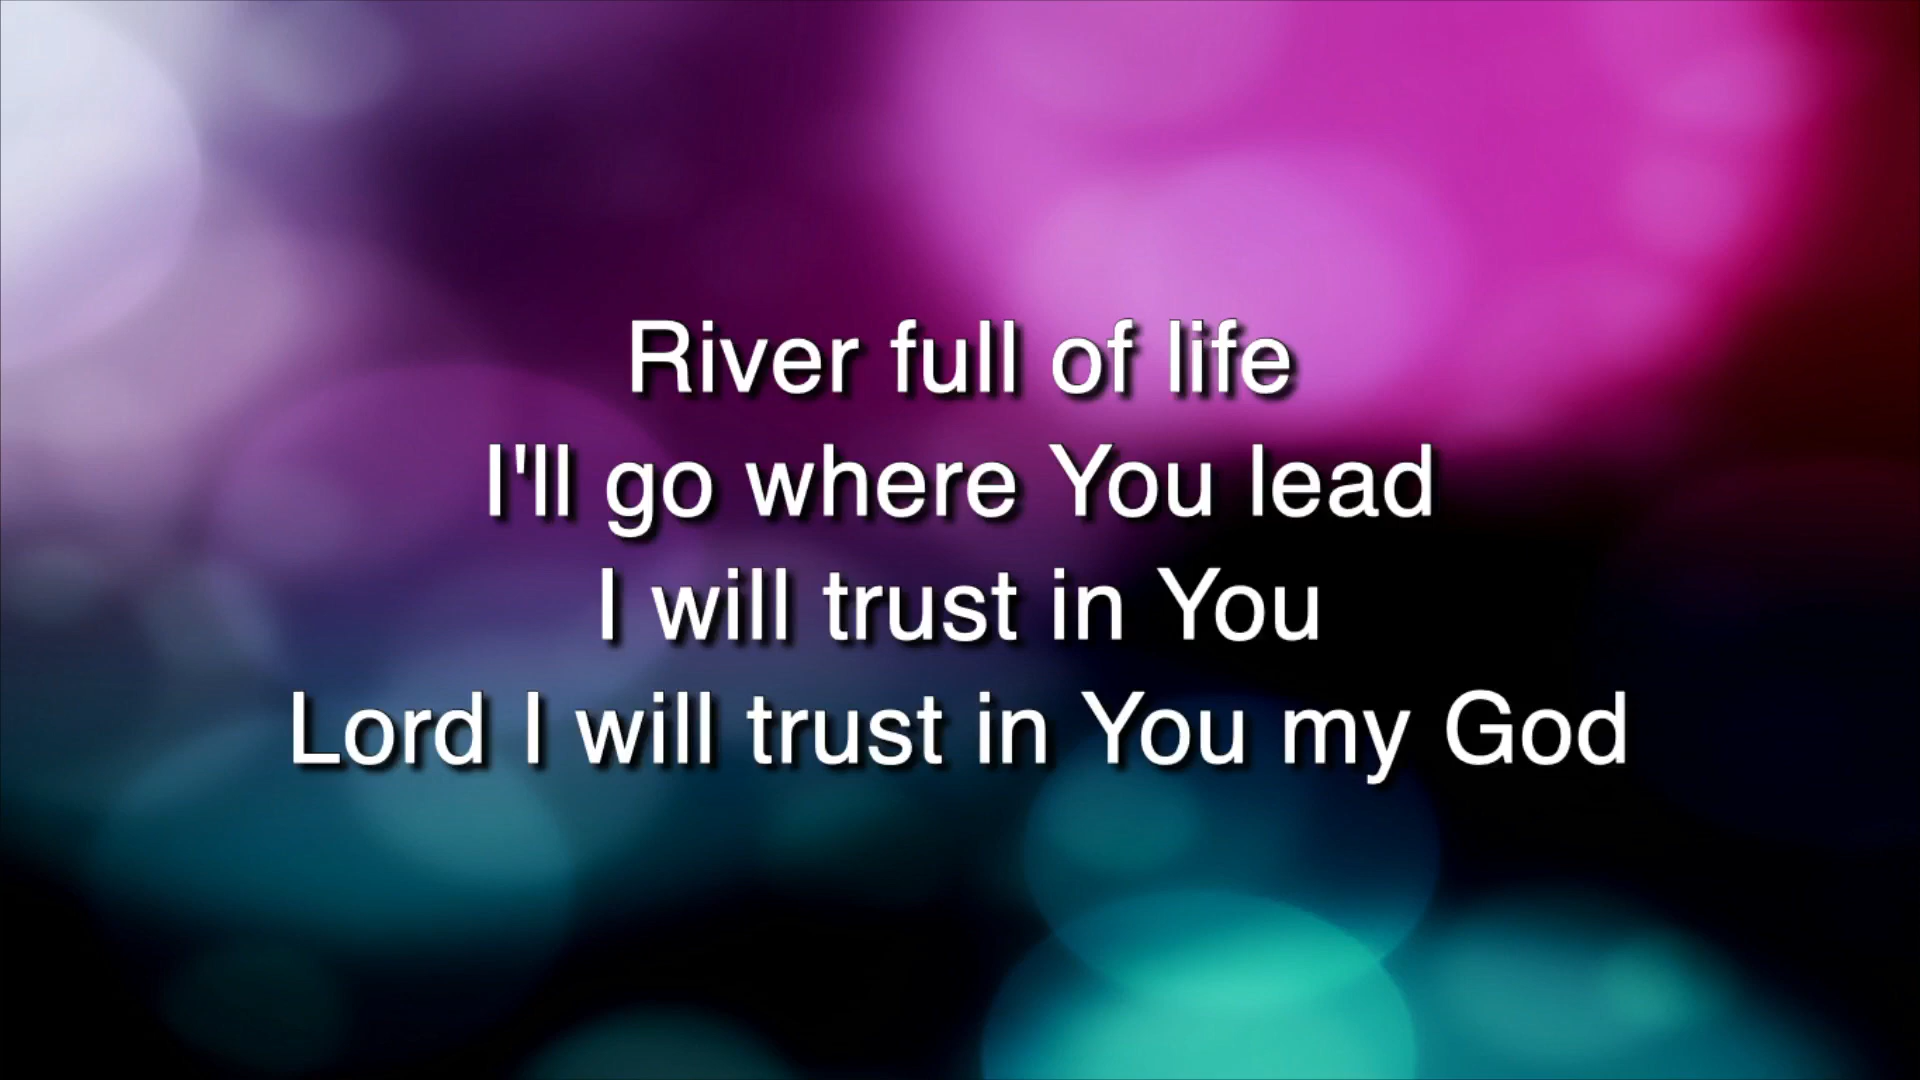 River full of life
I'll go where You lead
I will trust in You
Lord I will trust in You my God